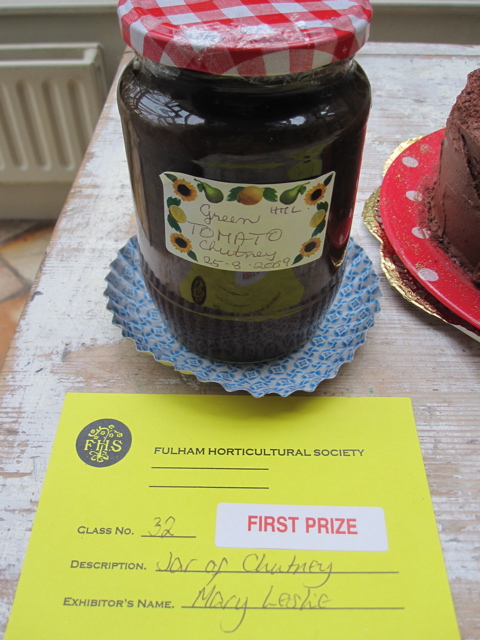 Green HTCL
TOMATO
Chutney
25-8-2009
FHS
FULHAM HORTICULTURAL SOCIETY
CLASS NO. 32
FIRST PRIZE
DESCRIPTION. Jar of Chutney
EXHIBITOR'S NAME. Mary Leslie